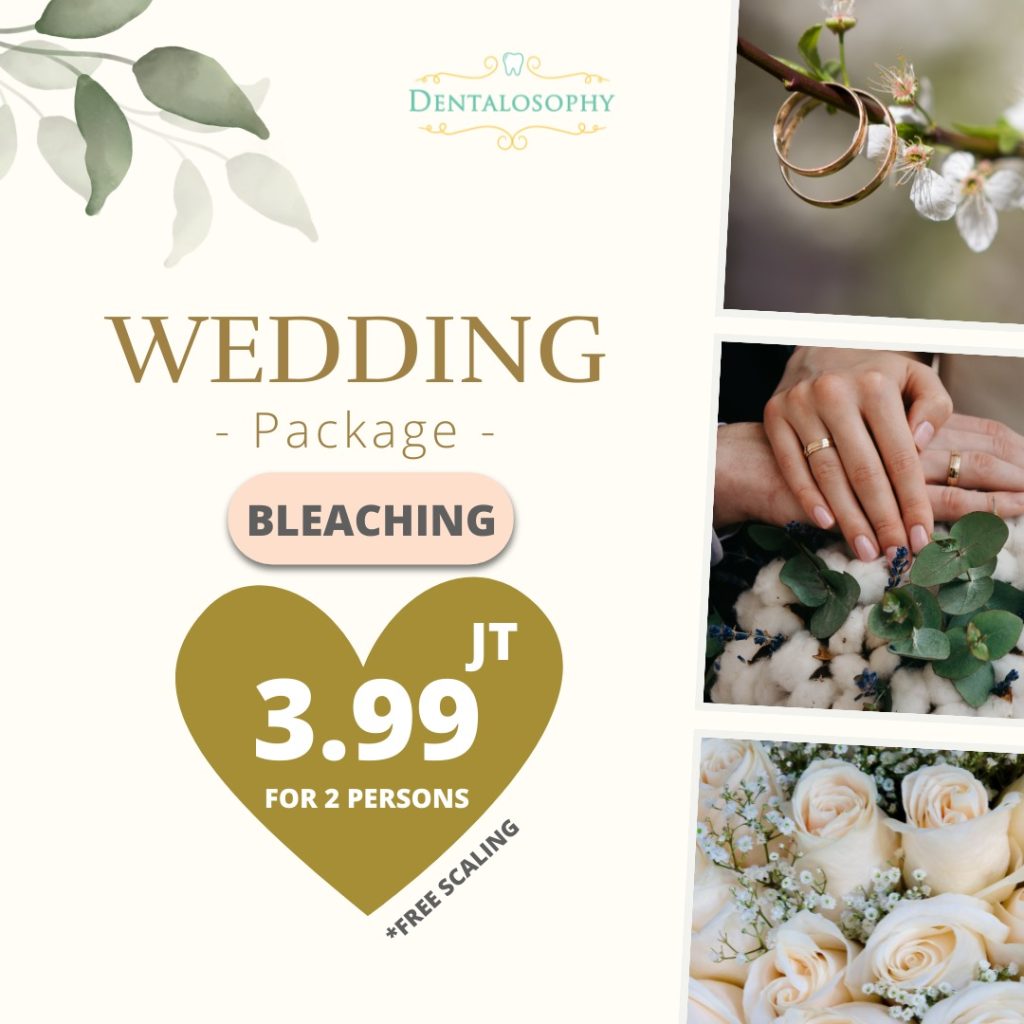 DENTALOSOPHY
WEDDING
- Package -
BLEACHING
JT
3.99
FOR 2 PERSONS
*FREE SCALING